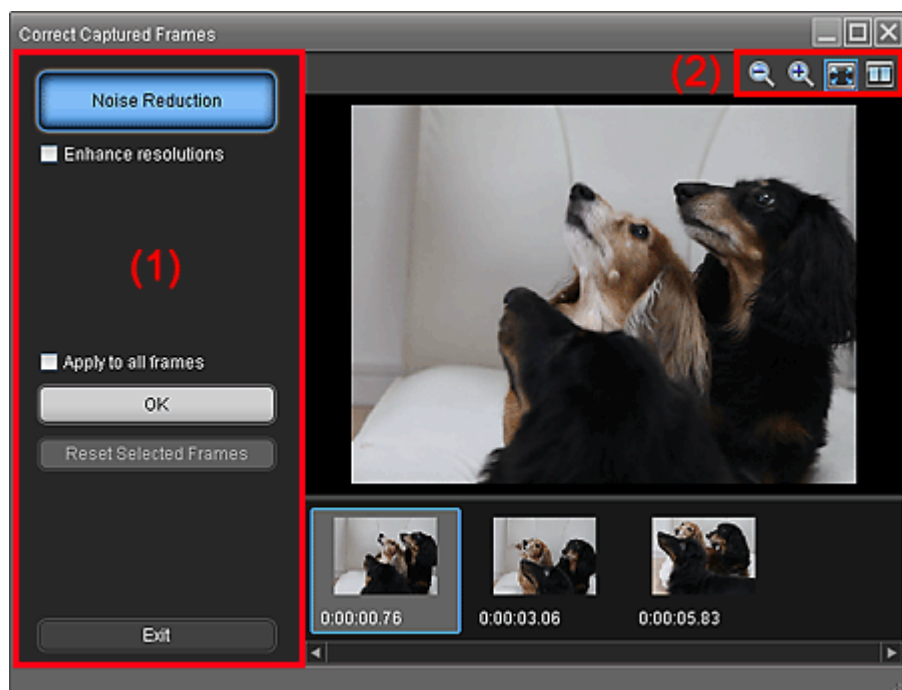 Correct Captured Frames
(2)
Noise Reduction
Enhance resolutions
(1)
Apply to all frames
OK
Reset Selected Frames
0:00:00.76
0:00:03.06
0:00:05.83
Exit